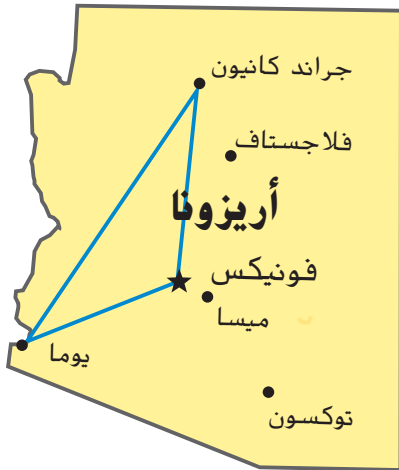 جراند كانيون
فلاجستاف
أريزونا
فونيكس
ميسا
يوما
توكسون